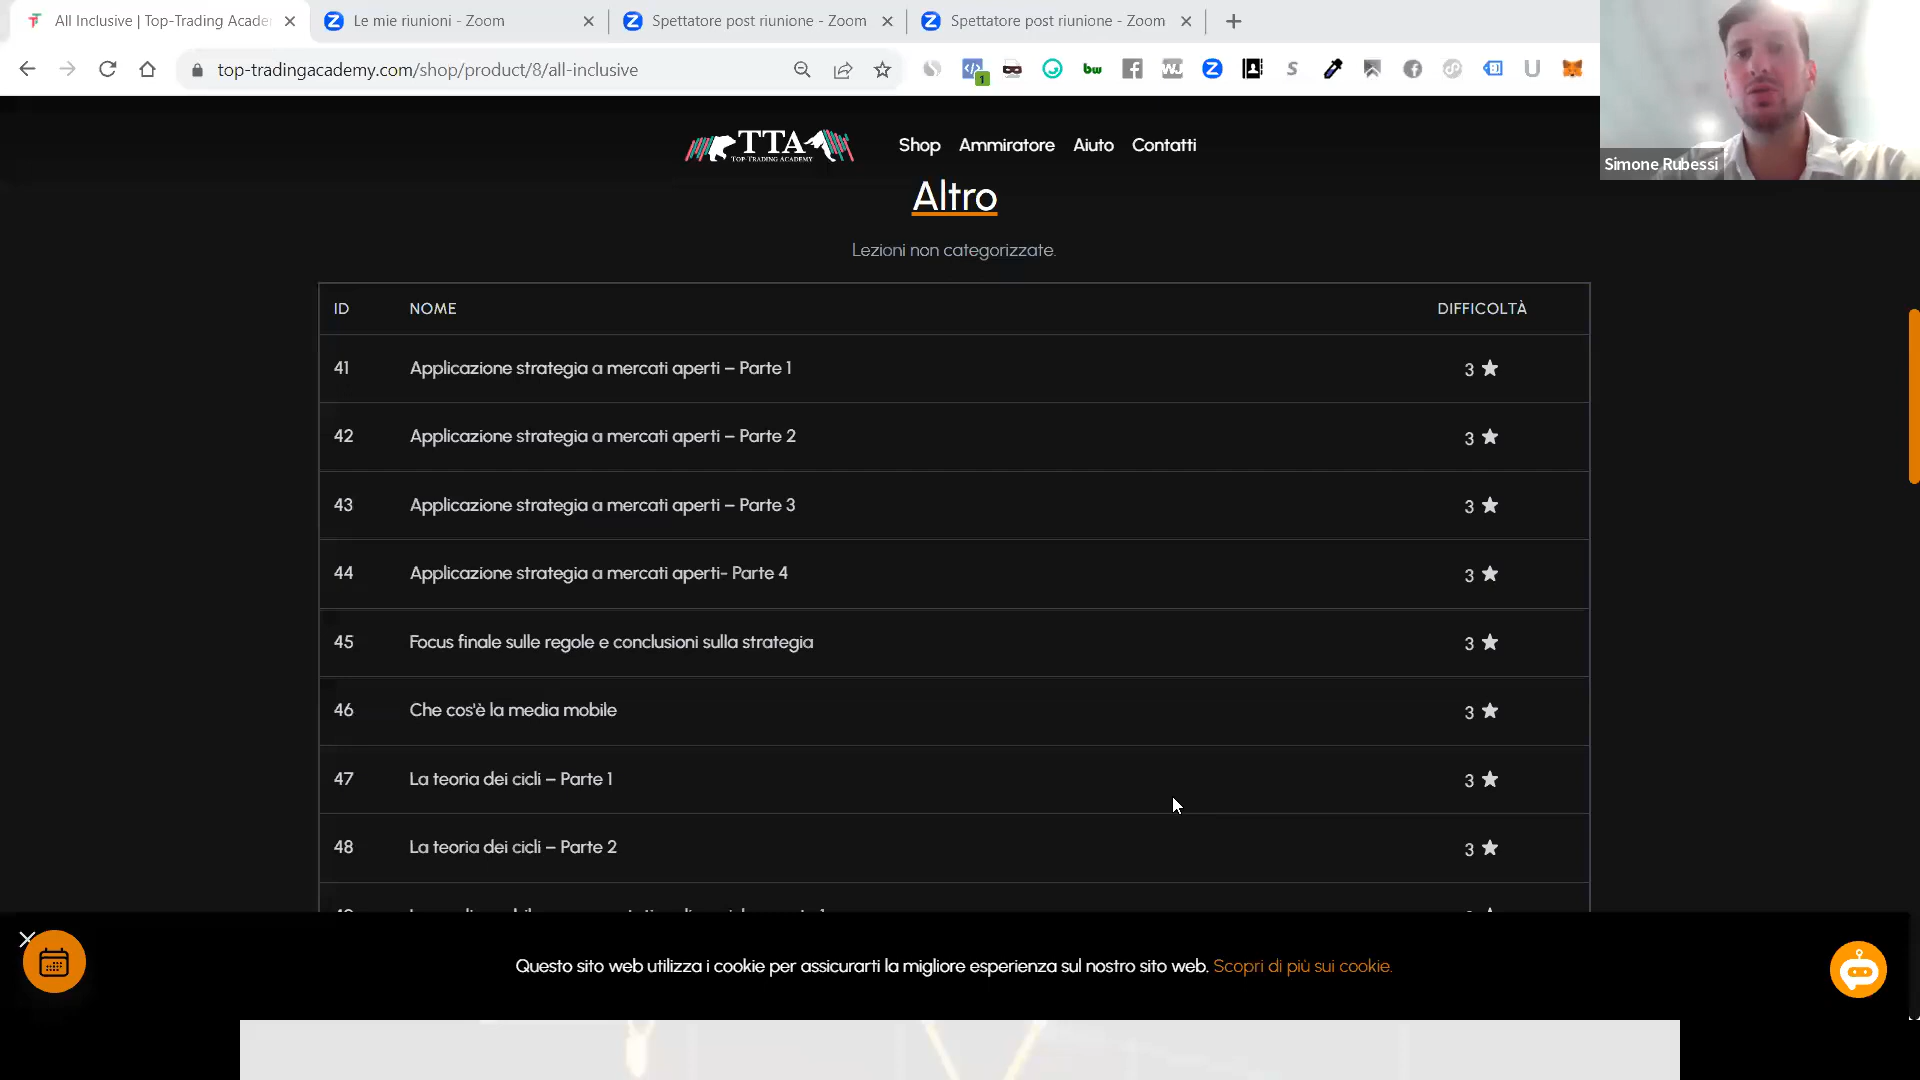 All Inclusive | Top-Trading Acade
Le mie riunioni - Zoom
Spettatore post riunione - Zoom
Spettatore post riunione - Zoom
top-tradingacademy.com/shop/product/8/all-inclusive
1
bw
Simone Rubessi
TTA
TOP-TRADING ACADEMY
Shop
Ammiratore
Aiuto
Contatti
Altro
Lezioni non categorizzate.
ID
NOME
DIFFICOLTÀ
41
Applicazione strategia a mercati aperti – Parte 1
3
42
Applicazione strategia a mercati aperti – Parte 2
3
43
Applicazione strategia a mercati aperti – Parte 3
3
44
Applicazione strategia a mercati aperti- Parte 4
3
45
Focus finale sulle regole e conclusioni sulla strategia
3
46
Che cos'è la media mobile
3
47
La teoria dei cicli – Parte 1
3
48
La teoria dei cicli – Parte 2
3
Questo sito web utilizza i cookie per assicurarti la migliore esperienza sul nostro sito web. Scopri di più sui cookie.